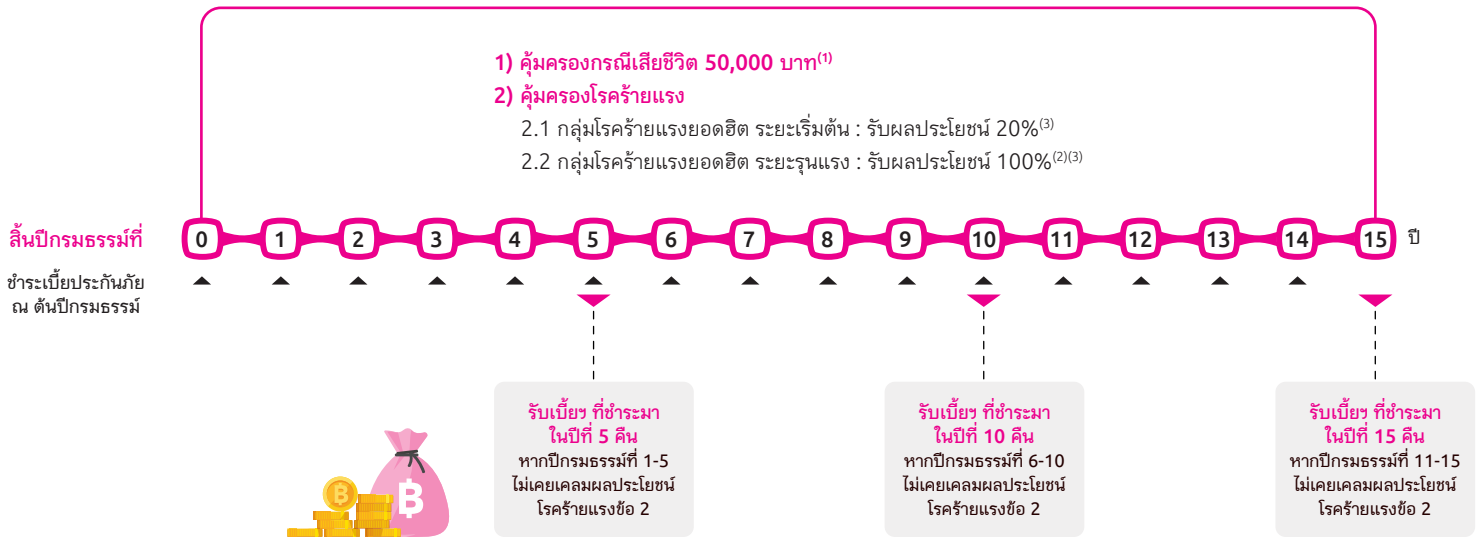 1) คุ้มครองกรณีเสียชีวิต 50,000 บาท(1)
2) คุ้มครองโรคร้ายแรง
2.1 กลุ่มโรคร้ายแรงยอดฮิต ระยะเริ่มต้น : รับผลประโยชน์ 20%(3)
2.2 กลุ่มโรคร้ายแรงยอดฮิต ระยะรุนแรง : รับผลประโยชน์ 100%(2)(3)
สิ้นปีกรมธรรม์ที่ 0 1 2 3 4 5 6 7 8 9 10 11 12 13 14 15 ปี
ชำระเบี้ยประกันภัย
ณ ต้นปีกรมธรรม์
รับเบี้ยฯ ที่ชำระมา
ในปีที่ 5 คืน
หากปีกรมธรรม์ที่ 1-5
ไม่เคยเคลมผลประโยชน์
โรคร้ายแรงข้อ 2
รับเบี้ยฯ ที่ชำระมา
ในปีที่ 10 คืน
หากปีกรมธรรม์ที่ 6-10
ไม่เคยเคลมผลประโยชน์
โรคร้ายแรงข้อ 2
รับเบี้ยฯ ที่ชำระมา
ในปีที่ 15 คืน
หากปีกรมธรรม์ที่ 11-15
ไม่เคยเคลมผลประโยชน์
โรคร้ายแรงข้อ 2
฿
฿